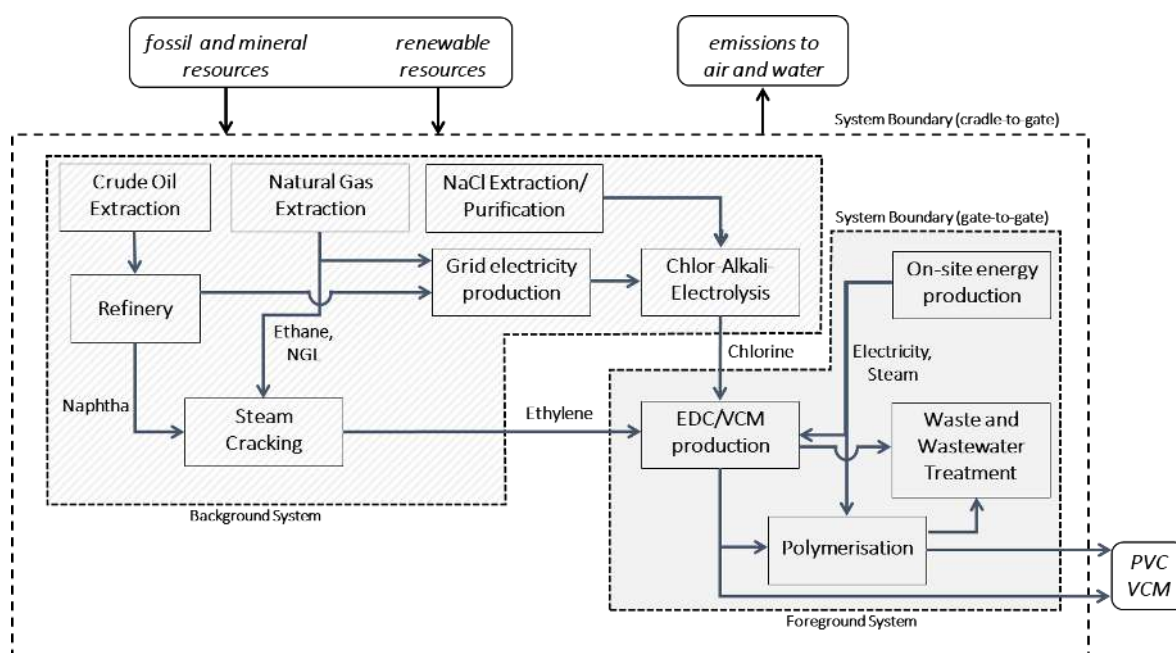 fossil and mineral
resources
renewable
resources
emissions to
air and water
System Boundary (cradle-to-gate)
Crude Oil
Extraction
Natural Gas
Extraction
NaCl Extraction/
Purification
System Boundary (gate-to-gate)
Refinery
Grid electricity
production
Chlor-Alkali-
Electrolysis
On-site energy
production
Ethane,
NGL
Chlorine
Electricity,
Steam
Naphtha
Steam
Cracking
Ethylene
EDC/VCM
production
Waste and
Wastewater
Treatment
Background System
Polymerisation
PVC
VCM
Foreground System